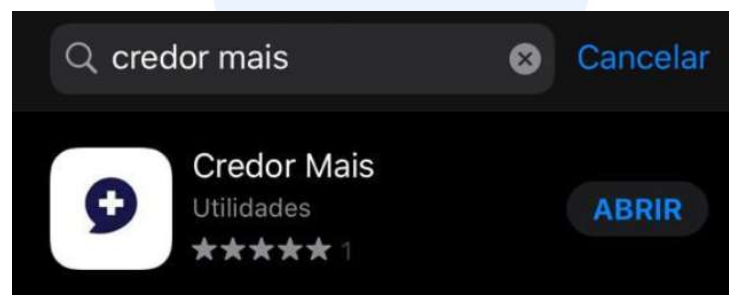 credor mais
Cancelar
Credor Mais
Utilidades
ABRIR
1